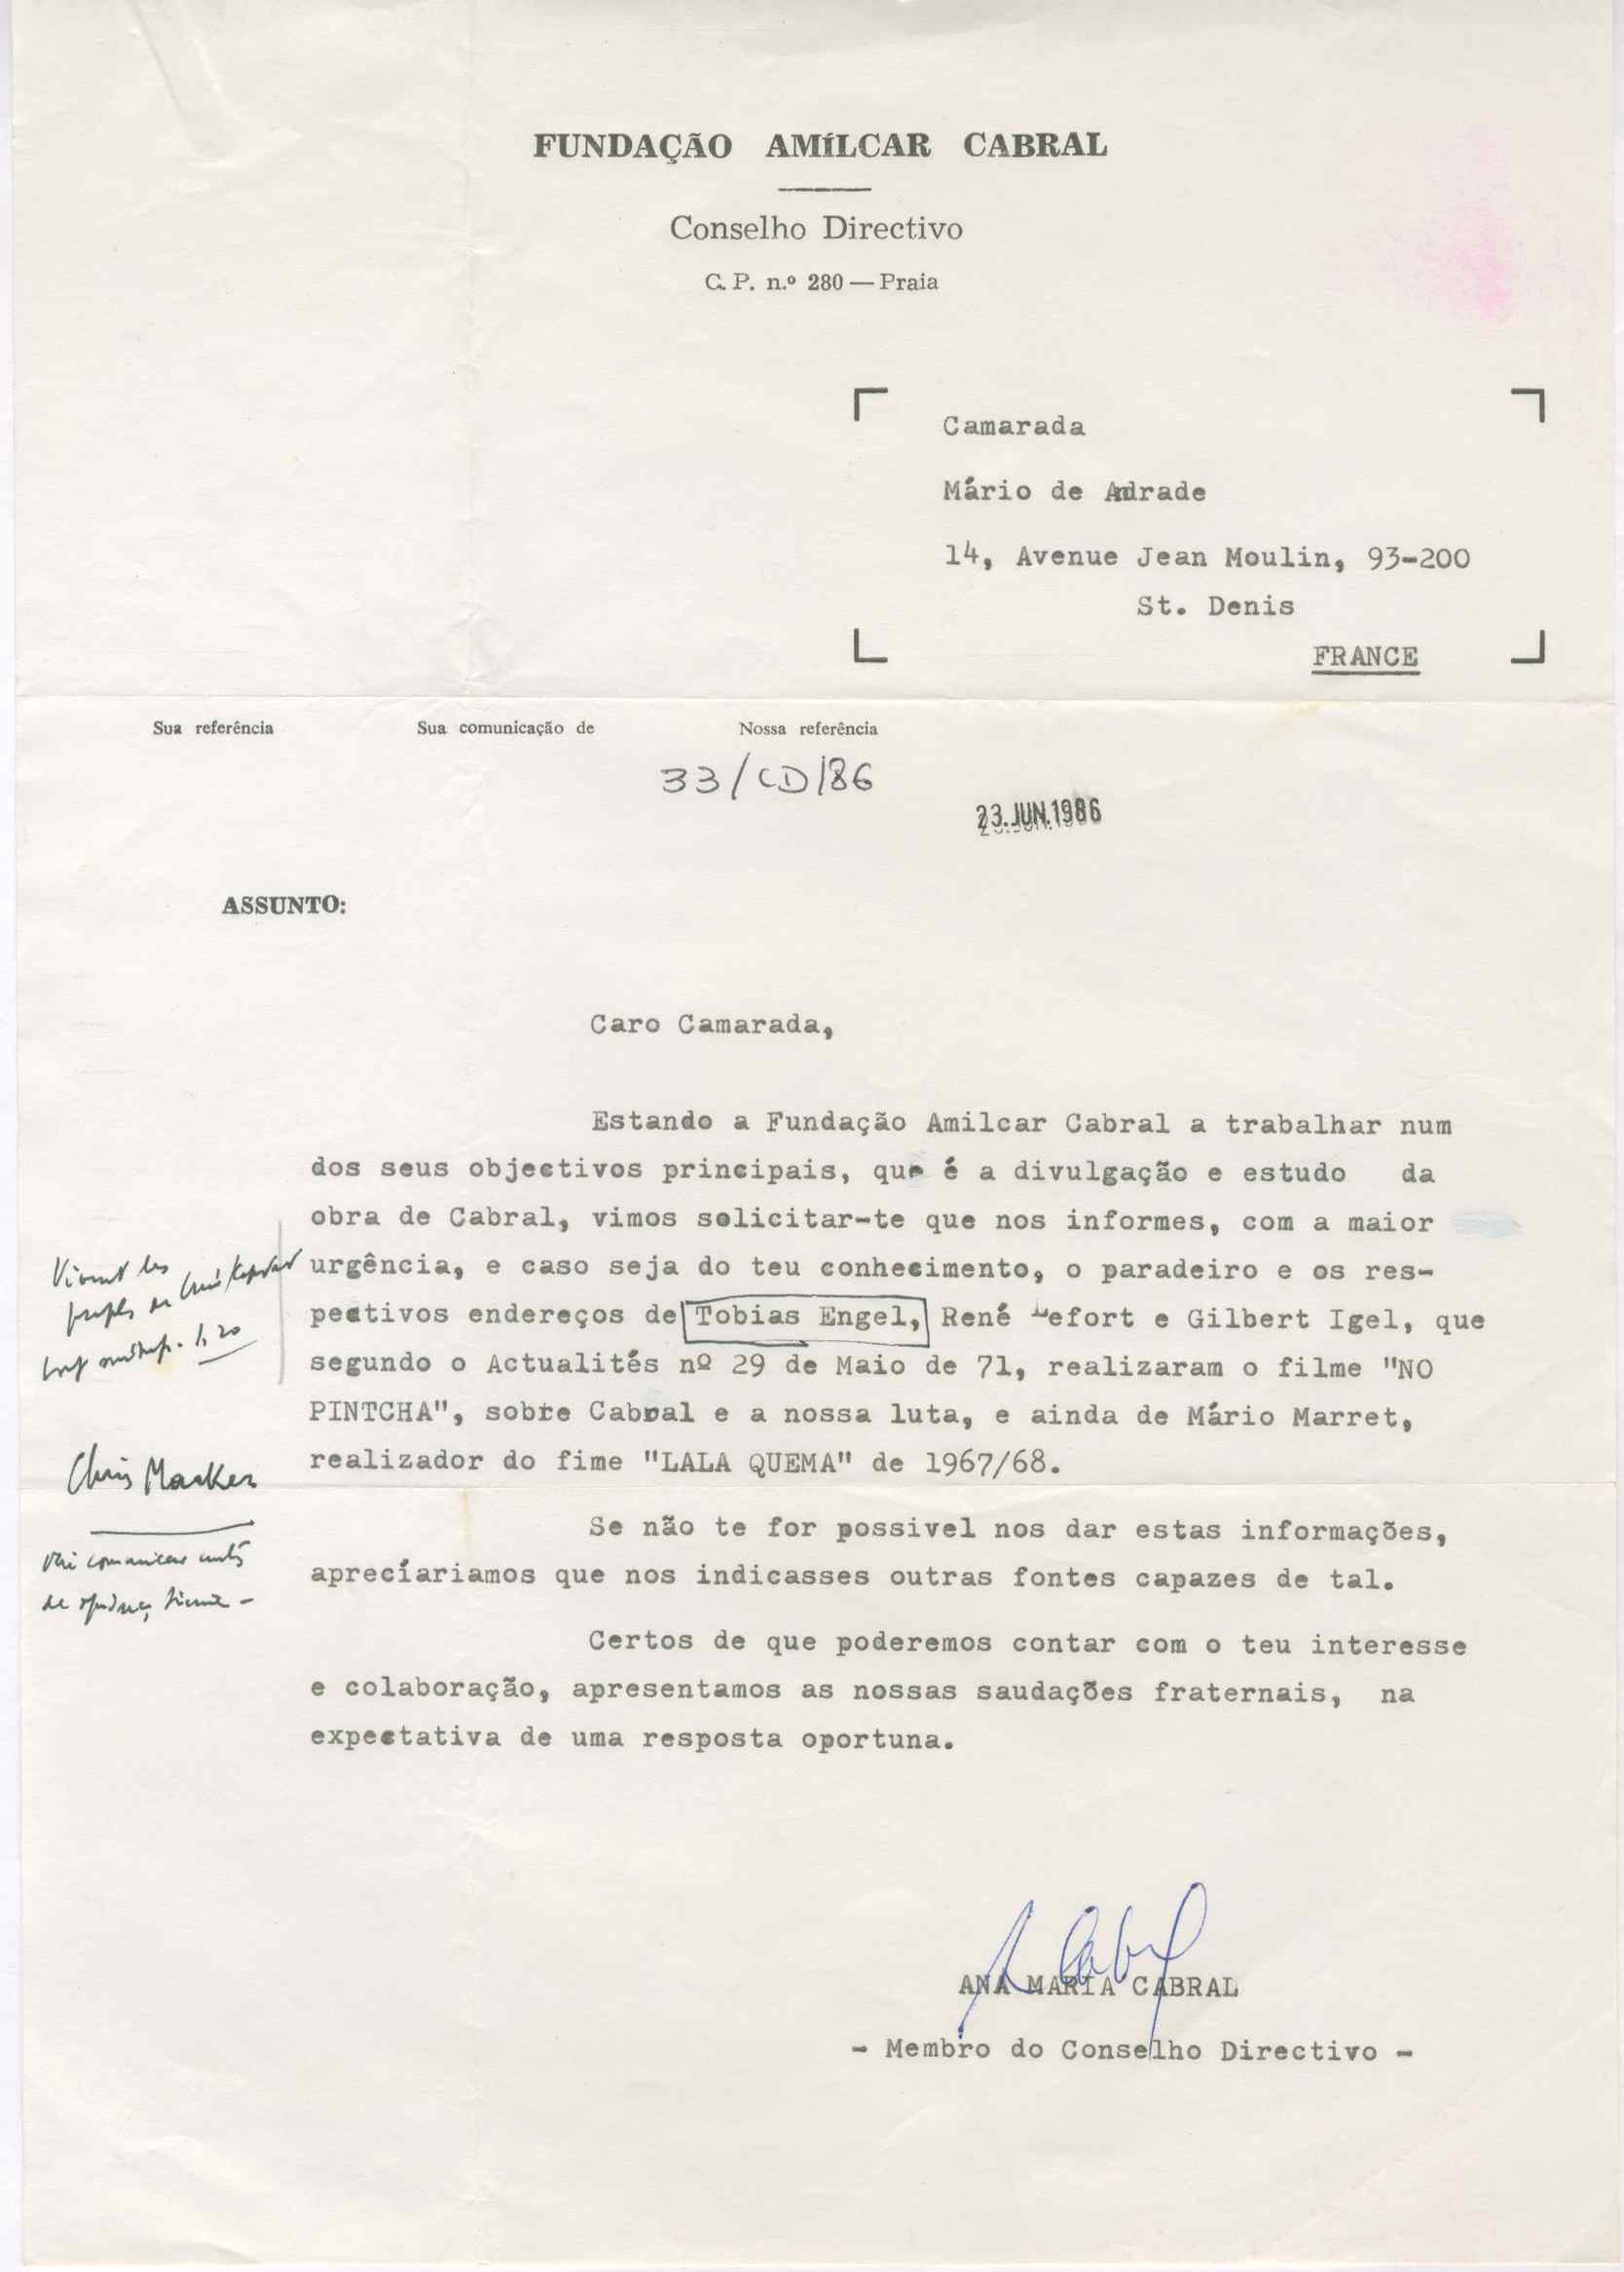 FUNDAÇÃO AMÍLCAR CABRAL
Conselho Directivo
C. P. n.º 280 — Praia
Camarada
Mário de Andrade
14, Avenue Jean Moulin, 93-200
St. Denis
FRANCE
Sua referência Sua comunicação de Nossa referência
33/CD/86
23.JUN.1986
ASSUNTO:
Caro Camarada,
Estando a Fundação Amilcar Cabral a trabalhar num
dos seus objectivos principais, que é a divulgação e estudo da
obra de Cabral, vimos solicitar-te que nos informes, com a maior
urgência, e caso seja do teu conhecimento, o paradeiro e os res-
pectivos endereços de Tobias Engel, René Lefort e Gilbert Igel, que
segundo o Actualités nº 29 de Maio de 71, realizaram o filme "NO
PINTCHA", sobre Cabral e a nossa luta, e ainda de Mário Marret,
realizador do fime "LALA QUEMA" de 1967/68.
Vivent les
Chris Marker
Se não te for possivel nos dar estas informações,
apreciariamos que nos indicasses outras fontes capazes de tal.
Certos de que poderemos contar com o teu interesse
e colaboração, apresentamos as nossas saudações fraternais, na
expectativa de uma resposta oportuna.
A Cabral
ANA MARIA CABRAL
- Membro do Conselho Directivo -